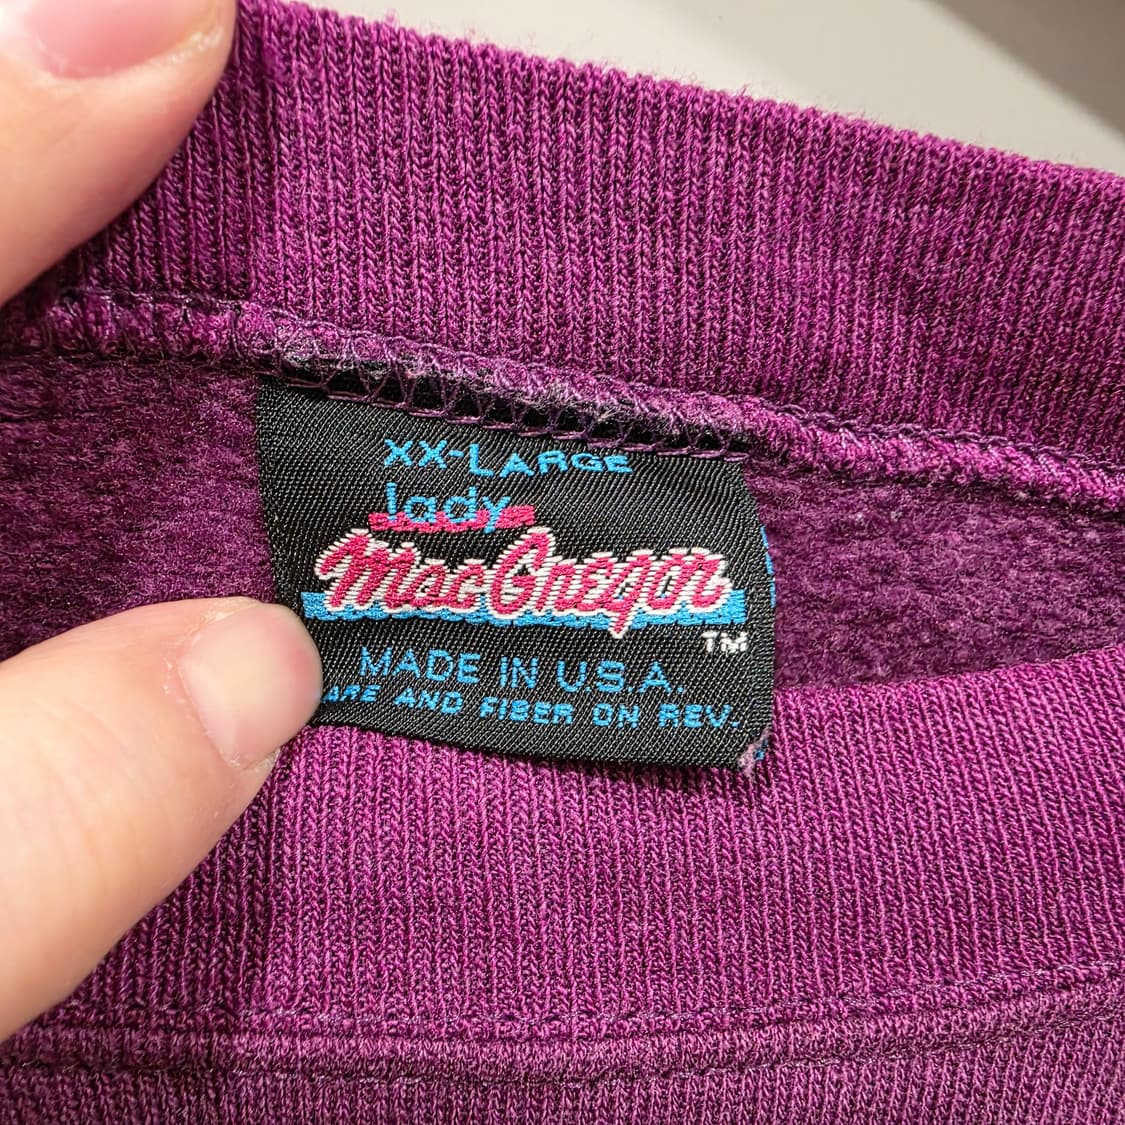 XX-LARGE
lady
MacGregor
TM
MADE IN U.S.A.
AND FIBER ON REV.